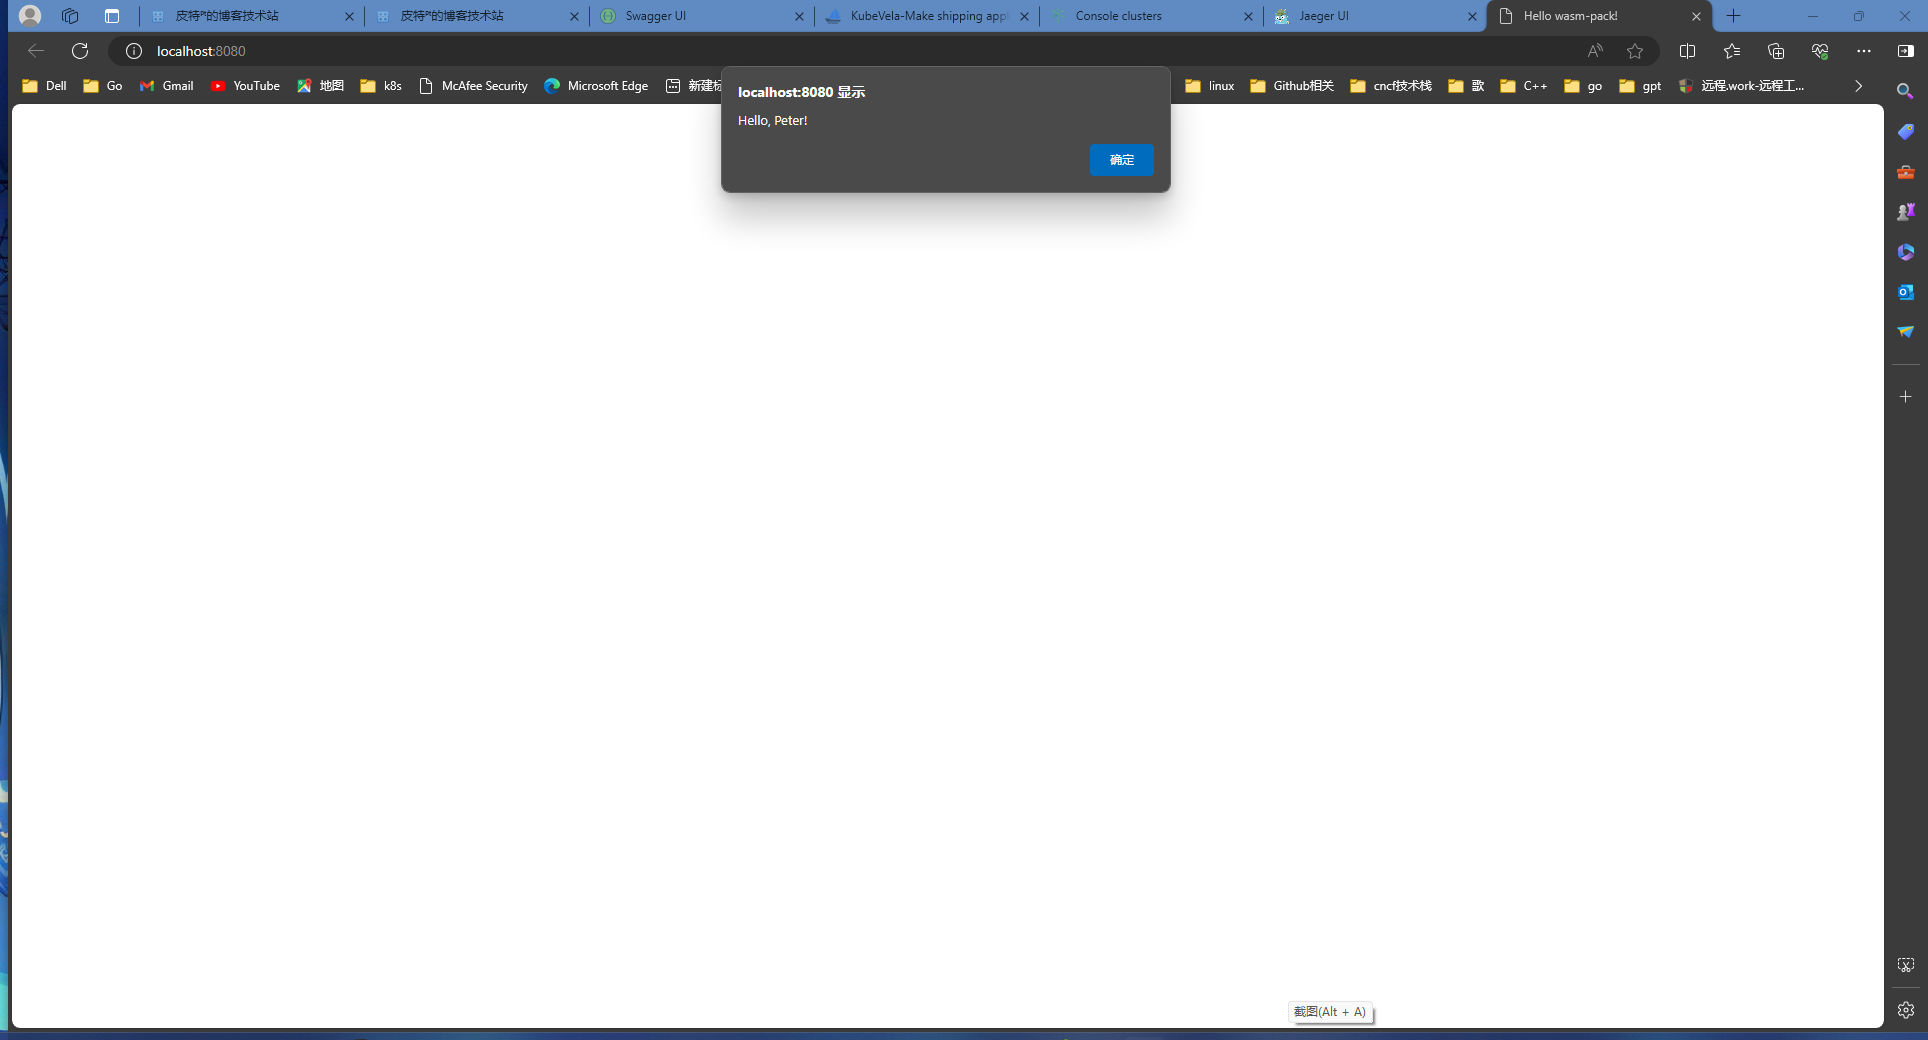 皮特ᴿ的博客技术站
皮特ᴿ的博客技术站
Swagger UI
KubeVela-Make shipping appl
Console clusters
Jaeger UI
Hello wasm-pack!
localhost:8080
Dell
Go
Gmail
YouTube
地图
k8s
McAfee Security
Microsoft Edge
新建标
linux
Github相关
cncf技术栈
歌
C++
go
gpt
远程.work-远程工...
localhost:8080 显示
Hello, Peter!
确定
截图(Alt + A)